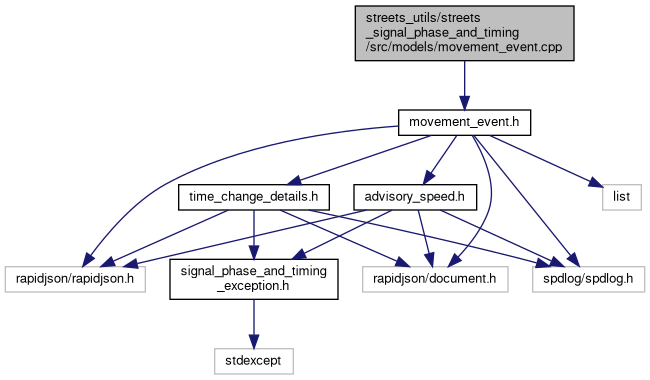 streets_utils/streets
_signal_phase_and_timing
/src/models/movement_event.cpp
movement_event.h
time_change_details.h
advisory_speed.h
list
rapidjson/rapidjson.h
signal_phase_and_timing
_exception.h
rapidjson/document.h
spdlog/spdlog.h
stdexcept